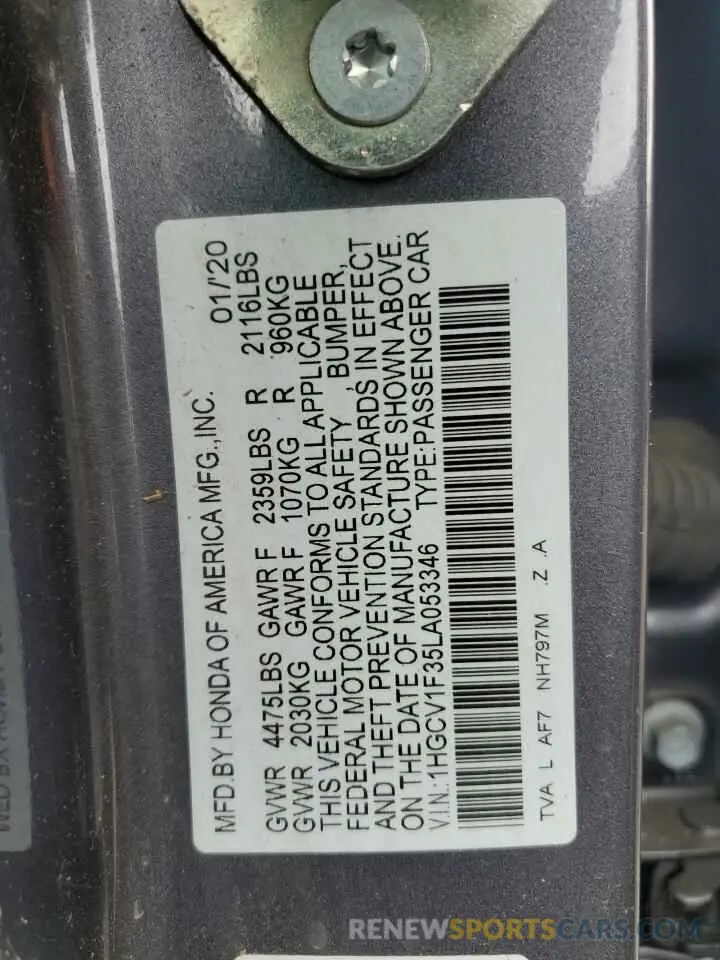 MFD.BY HONDA OF AMERICA MFG.,INC. 01/'20
GVWR 4475LBS GAWR F 2359LBS R 2116LBS
GVWR 2030KG GAWR F 1070KG R 960KG
THIS VEHICLE CONFORMS TO ALL APPLICABLE
FEDERAL MOTOR VEHICLE SAFETY, BUMPER,
AND THEFT PREVENTION STANDARDS IN EFFECT
ON THE DATE OF MANUFACTURE SHOWN ABOVE.
V.I.N.:1HGCV1F35LA053346 TYPE:PASSENGER CAR
TVA L AF7 NH797M .Z .A
RENEWSPORTSCARS.COM